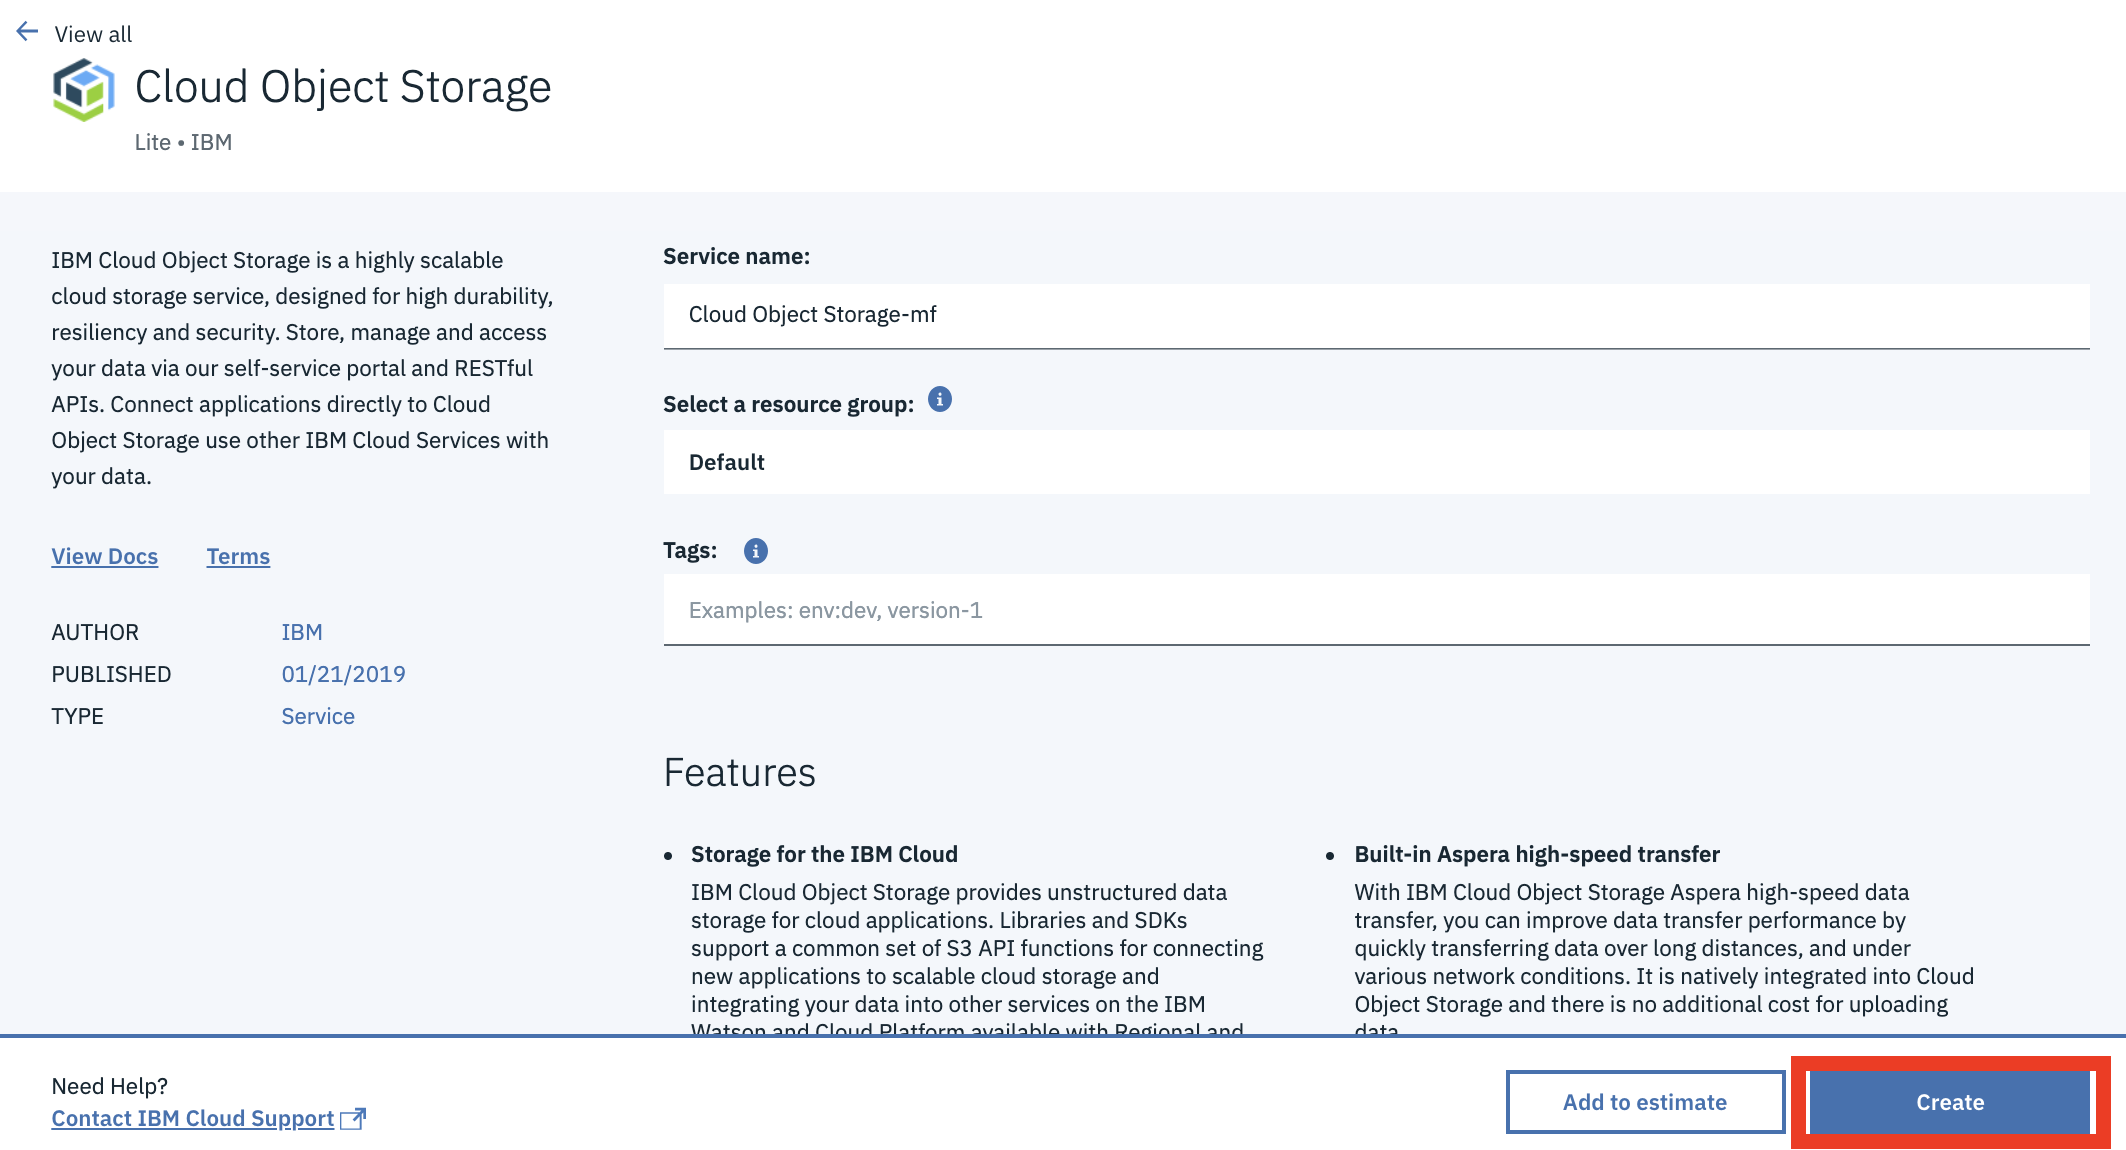 View all
Cloud Object Storage
Lite • IBM
IBM Cloud Object Storage is a highly scalable
cloud storage service, designed for high durability,
resiliency and security. Store, manage and access
your data via our self-service portal and RESTful
APIs. Connect applications directly to Cloud
Object Storage use other IBM Cloud Services with
your data.
View Docs Terms
AUTHOR IBM
PUBLISHED 01/21/2019
TYPE Service
Service name:
Cloud Object Storage-mf
Select a resource group:
Default
Tags:
Examples: env:dev, version-1
Features
• Storage for the IBM Cloud
IBM Cloud Object Storage provides unstructured data
storage for cloud applications. Libraries and SDKs
support a common set of S3 API functions for connecting
new applications to scalable cloud storage and
integrating your data into other services on the IBM
Watson and Cloud Platform available with Regional and
• Built-in Aspera high-speed transfer
With IBM Cloud Object Storage Aspera high-speed data
transfer, you can improve data transfer performance by
quickly transferring data over long distances, and under
various network conditions. It is natively integrated into Cloud
Object Storage and there is no additional cost for uploading
data.
Need Help?
Contact IBM Cloud Support
Add to estimate
Create